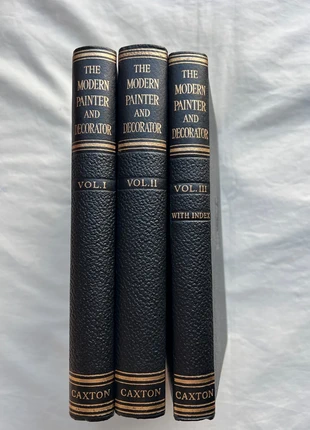 THE
MODERN
PAINTER
AND
DECORATOR
VOL. I
CAXTON
THE
MODERN
PAINTER
AND
DECORATOR
VOL. II
CAXTON
THE
MODERN
PAINTER
AND
DECORATOR
VOL. III
WITH INDEX
CAXTON